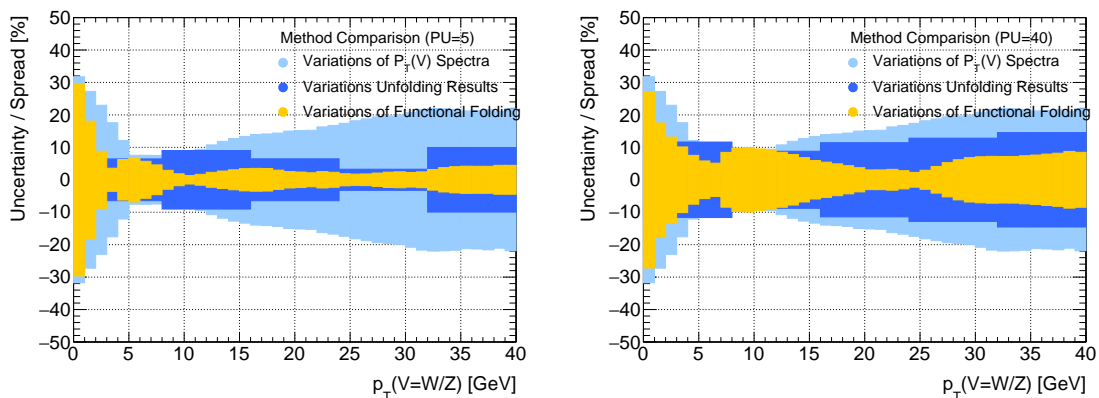 Uncertainty / Spread [%]
50
40
30
20
10
0
−10
−20
−30
−40
−50
Method Comparison (PU=5)
Variations of P_T(V) Spectra
Variations Unfolding Results
Variations of Functional Folding
0 5 10 15 20 25 30 35 40
p_T(V=W/Z) [GeV]
Uncertainty / Spread [%]
50
40
30
20
10
0
−10
−20
−30
−40
−50
Method Comparison (PU=40)
Variations of P_T(V) Spectra
Variations Unfolding Results
Variations of Functional Folding
0 5 10 15 20 25 30 35 40
p_T(V=W/Z) [GeV]